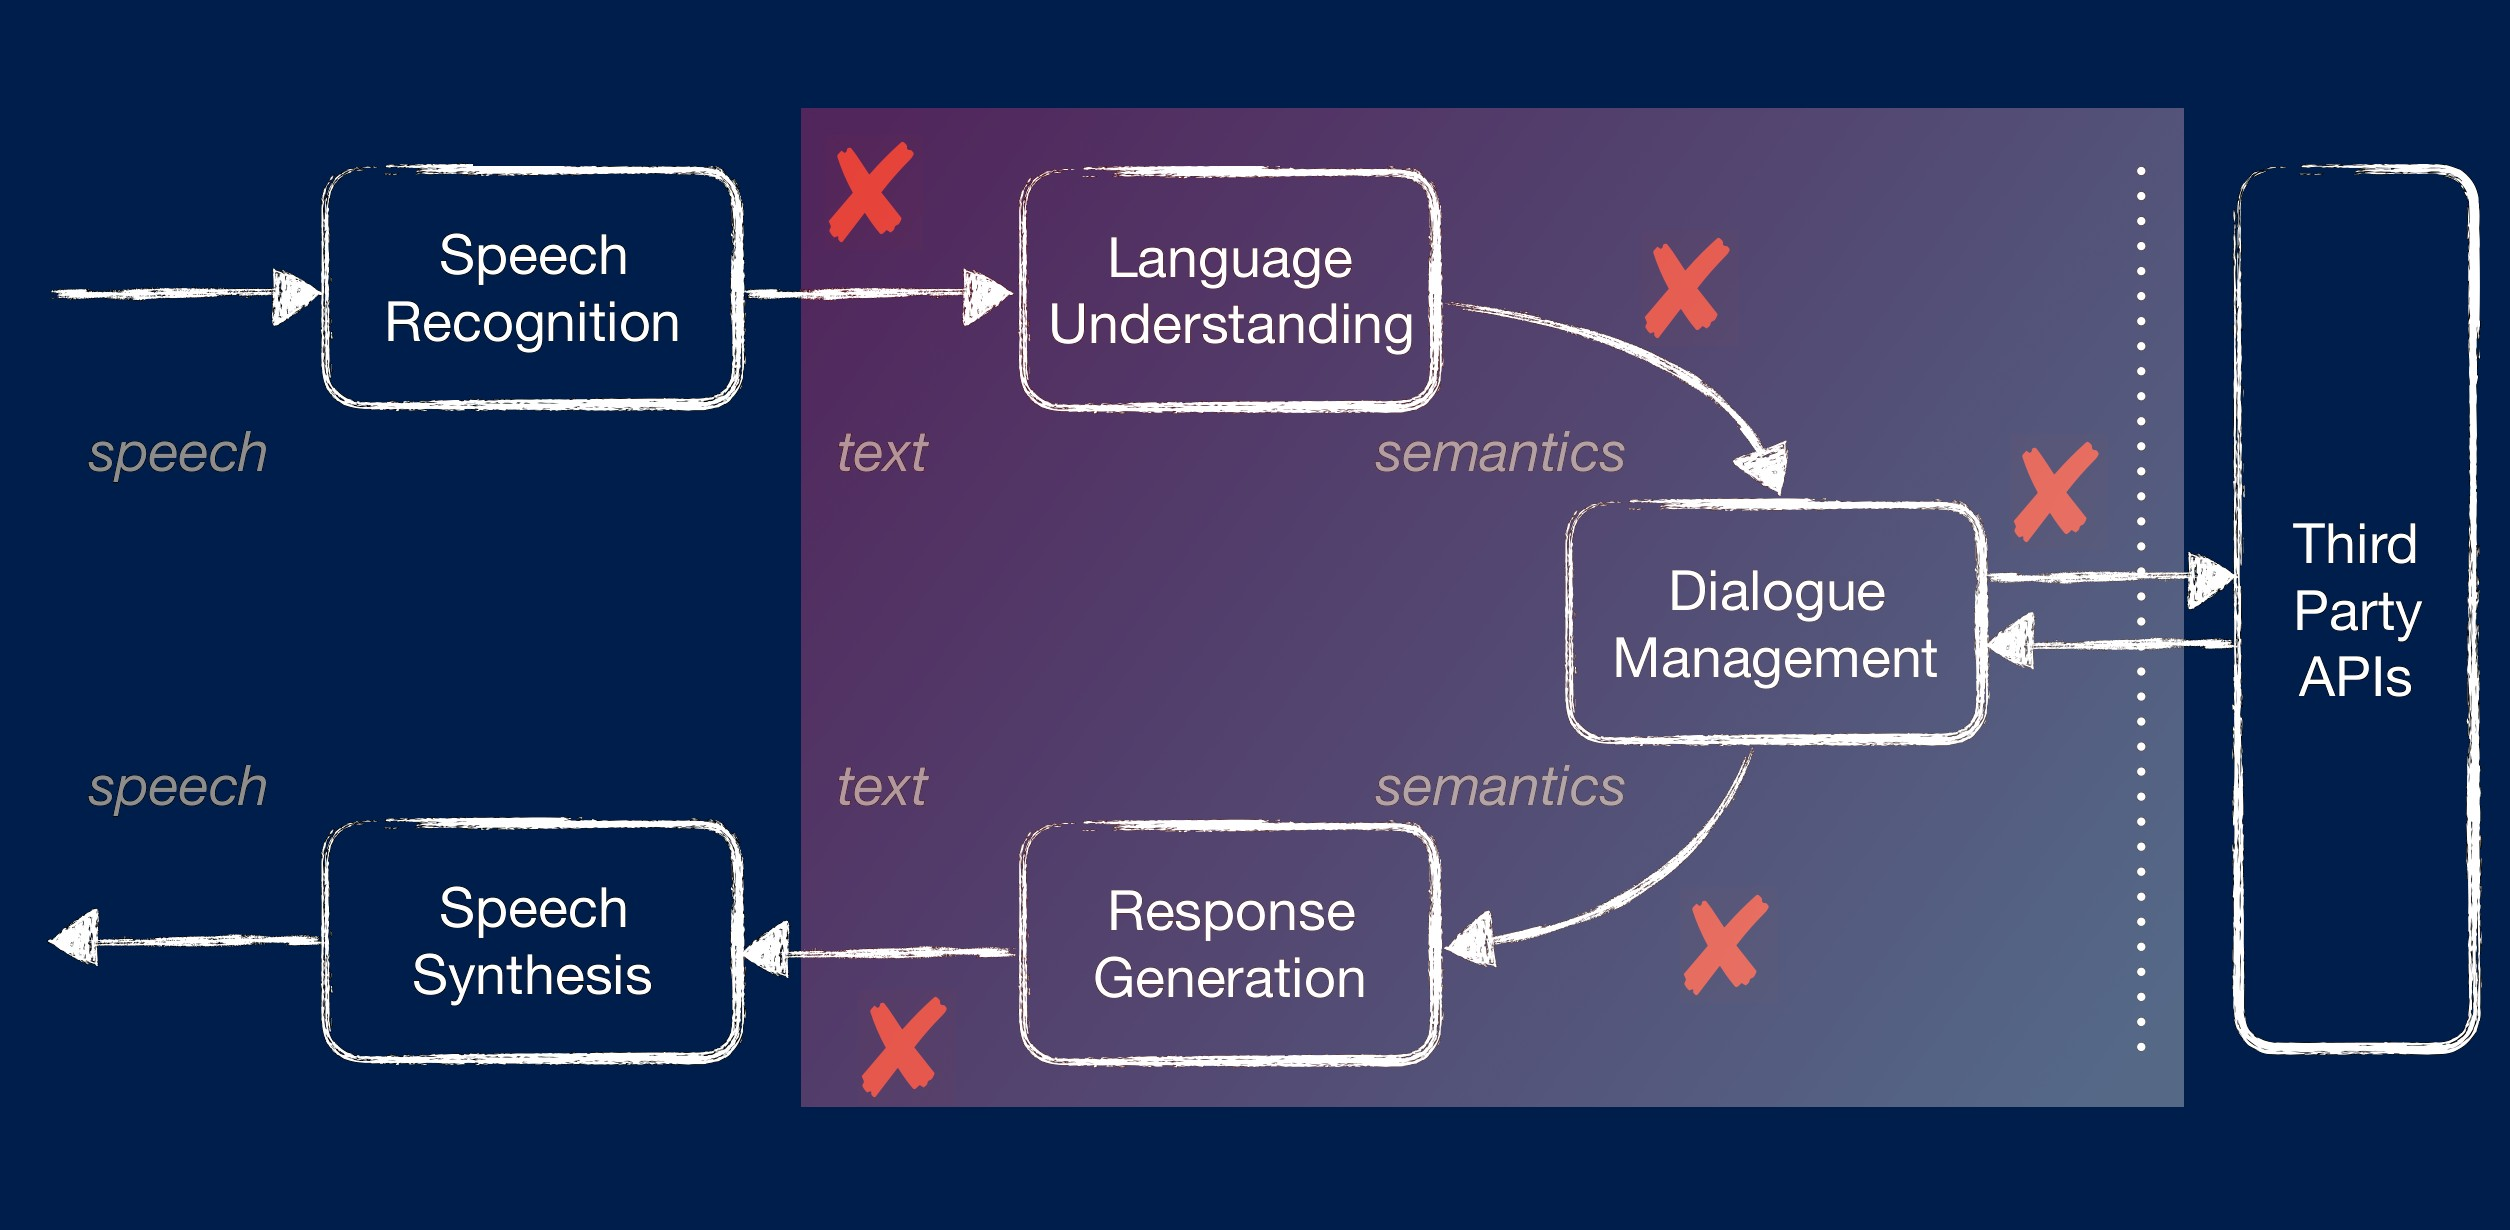 Speech
Recognition
Language
Understanding
speech
text
semantics
Dialogue
Management
Third
Party
APIs
speech
text
semantics
Speech
Synthesis
Response
Generation